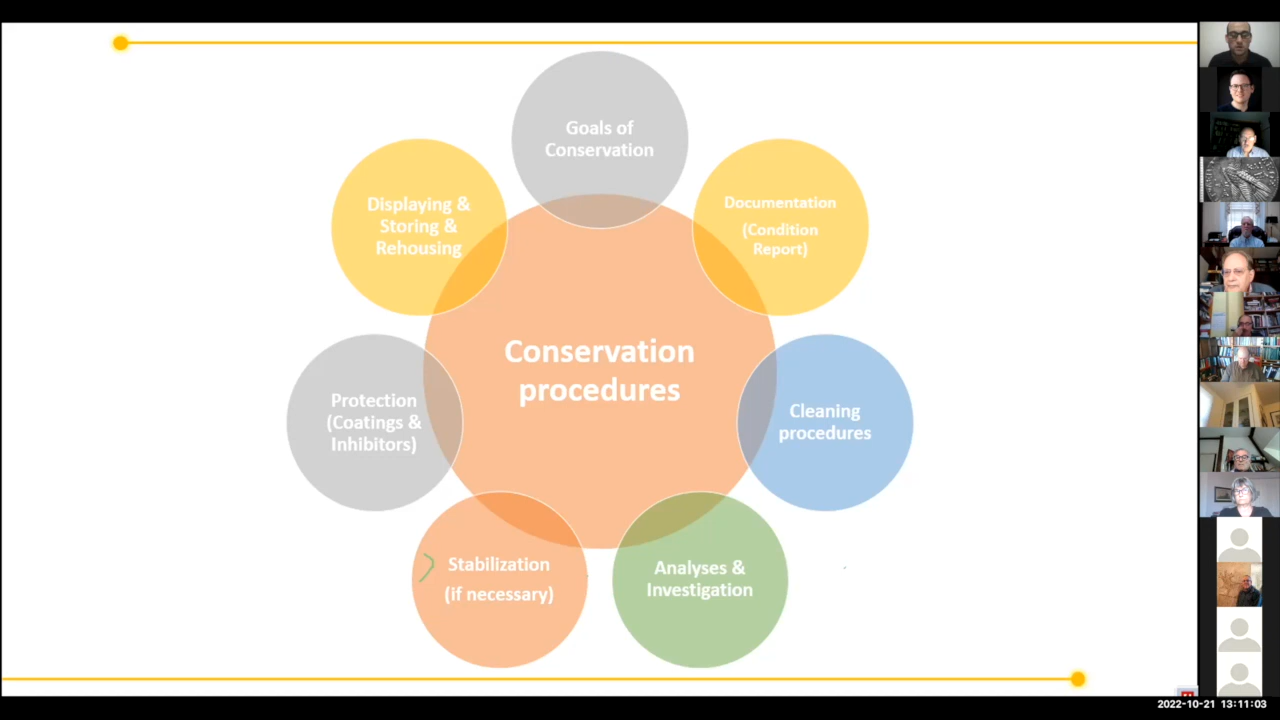 Goals of
Conservation
Displaying &
Storing &
Rehousing
Documentation
(Condition
Report)
Conservation
procedures
Protection
(Coatings &
Inhibitors)
Cleaning
procedures
Stabilization
(if necessary)
Analyses &
Investigation
2022-10-21 13:11:03